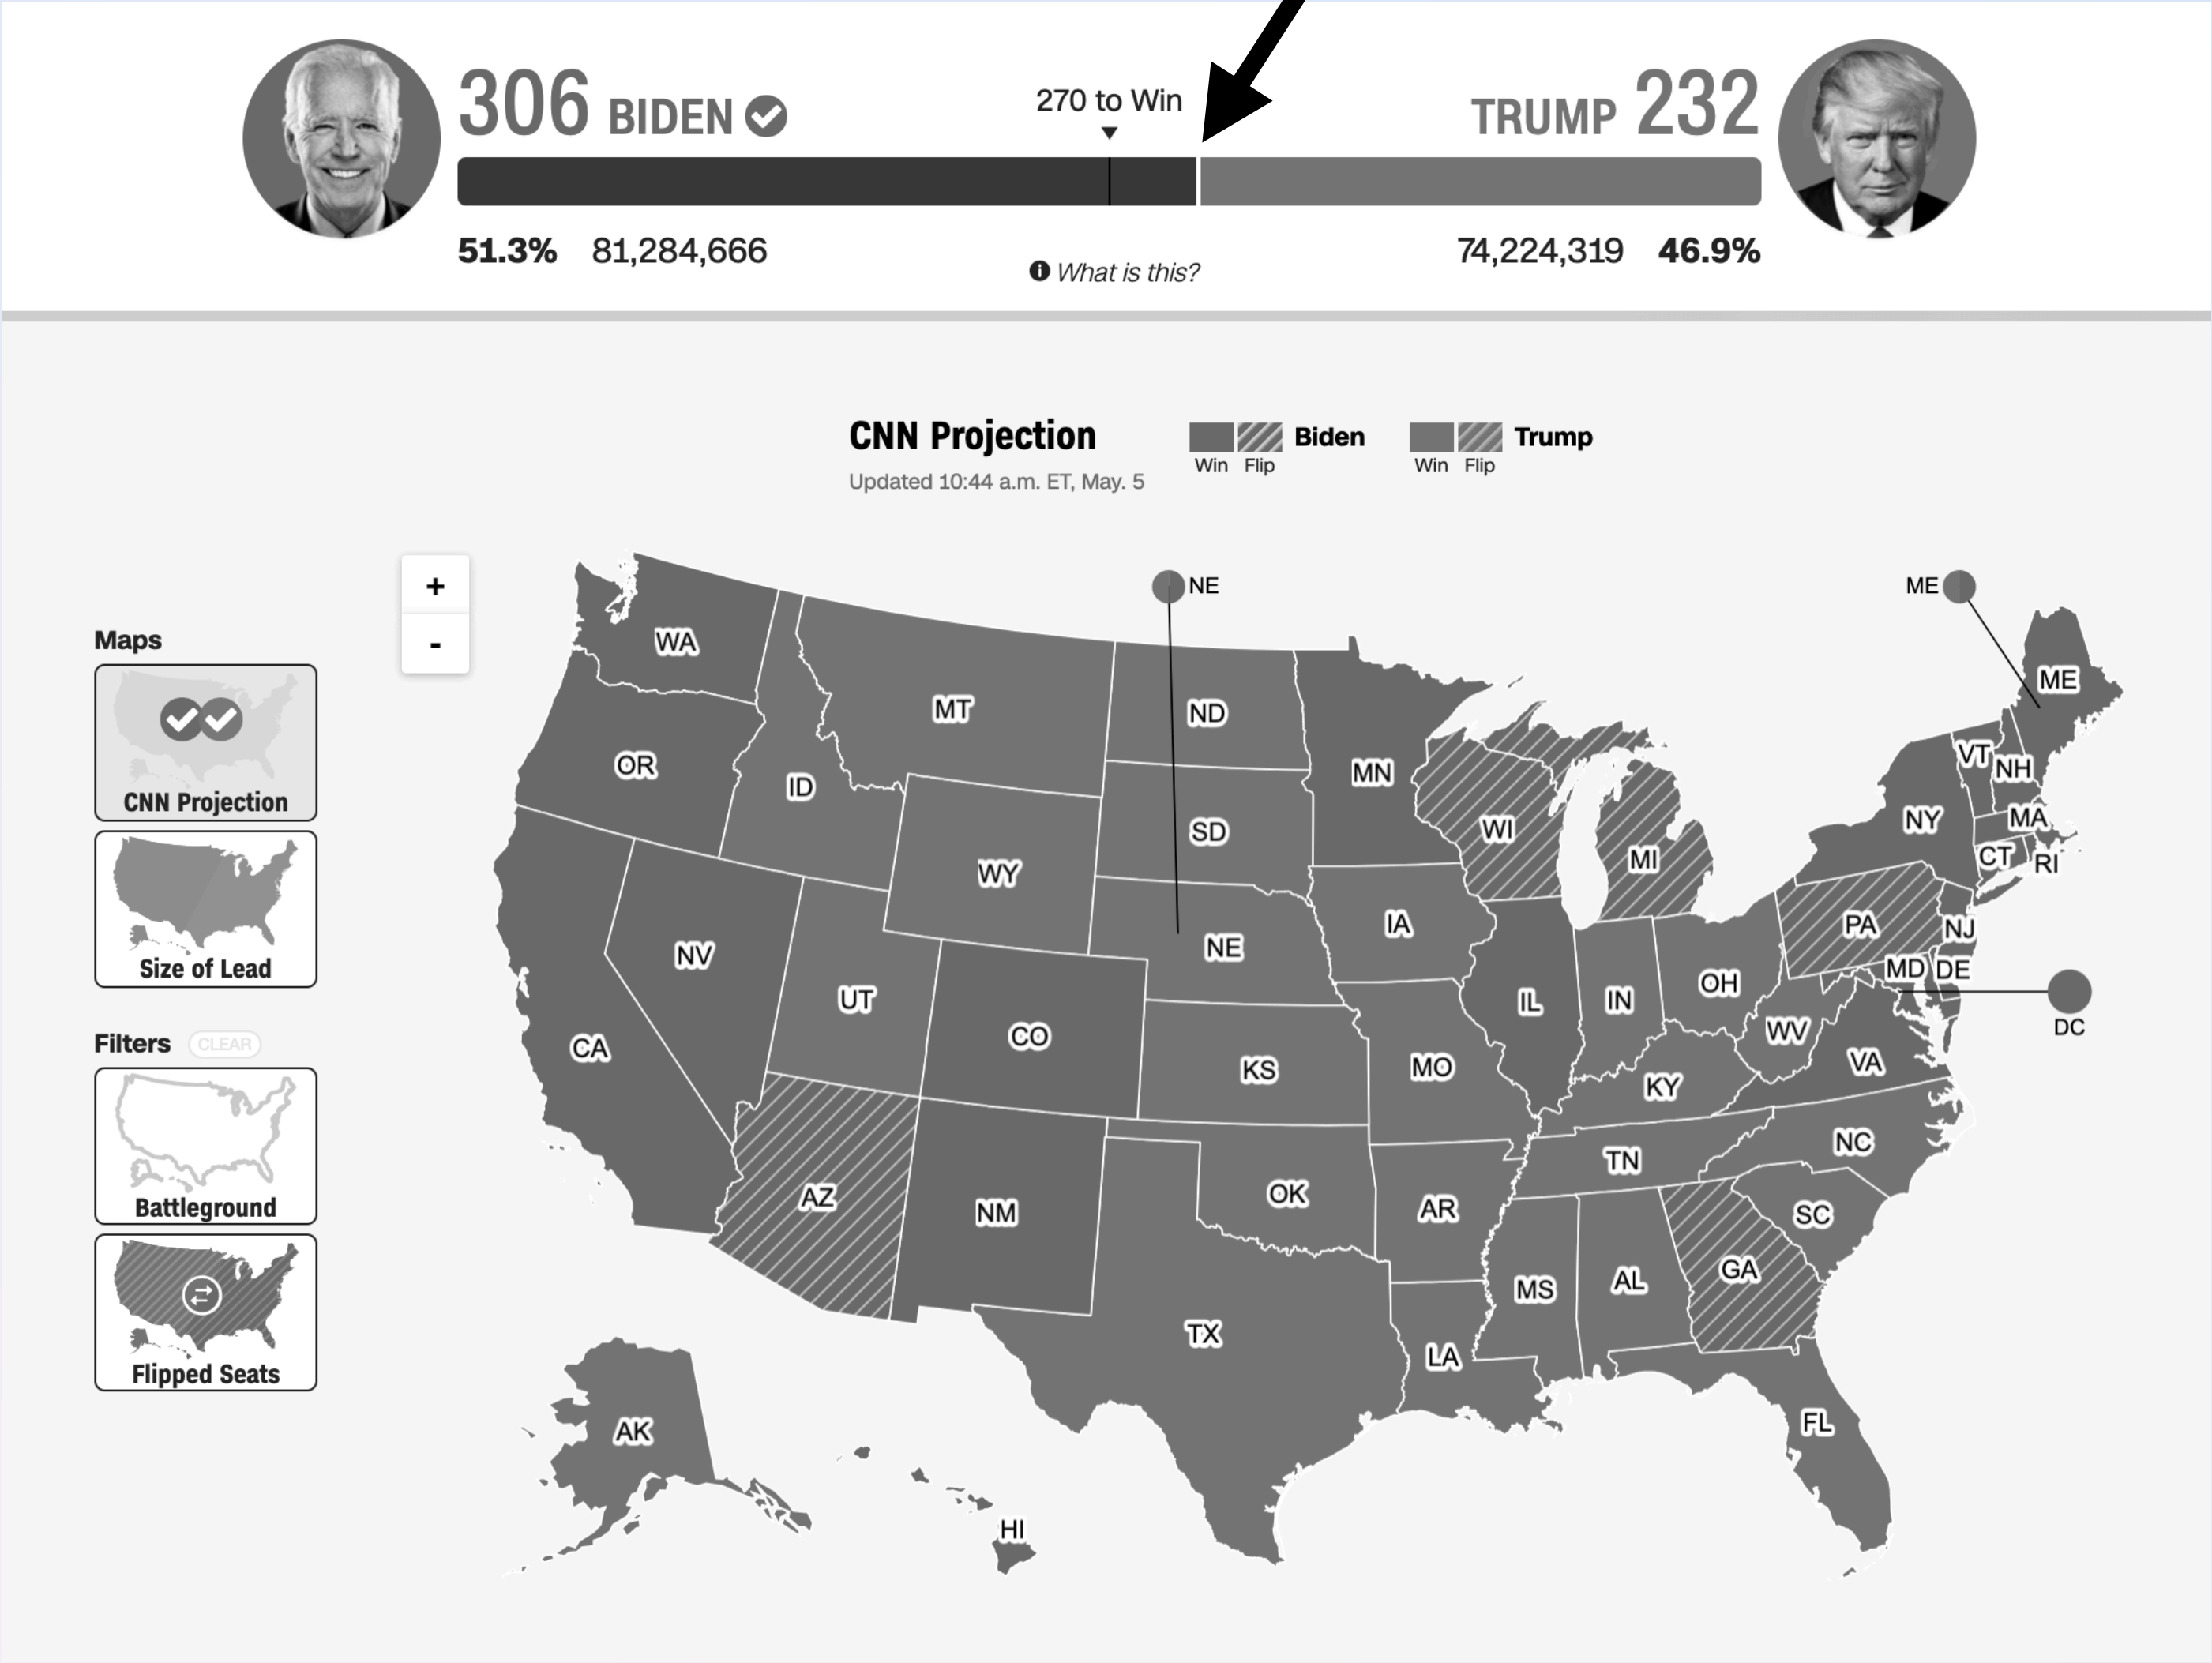 306 BIDEN
270 to Win
TRUMP 232
51.3% 81,284,666
What is this?
74,224,319 46.9%
CNN Projection
Updated 10:44 a.m. ET, May. 5
Win Flip Biden
Win Flip Trump
+
-
Maps
CNN Projection
Size of Lead
Filters CLEAR
Battleground
Flipped Seats
NE
ME
WA
MT
ND
ME
OR
ID
MN
VT
NH
SD
WI
NY
MA
WY
MI
CT
RI
NV
NE
IA
PA
NJ
UT
IL
IN
OH
MD
DE
DC
CA
CO
KS
MO
KY
WV
VA
AZ
NM
OK
AR
TN
NC
SC
TX
LA
MS
AL
GA
FL
AK
HI